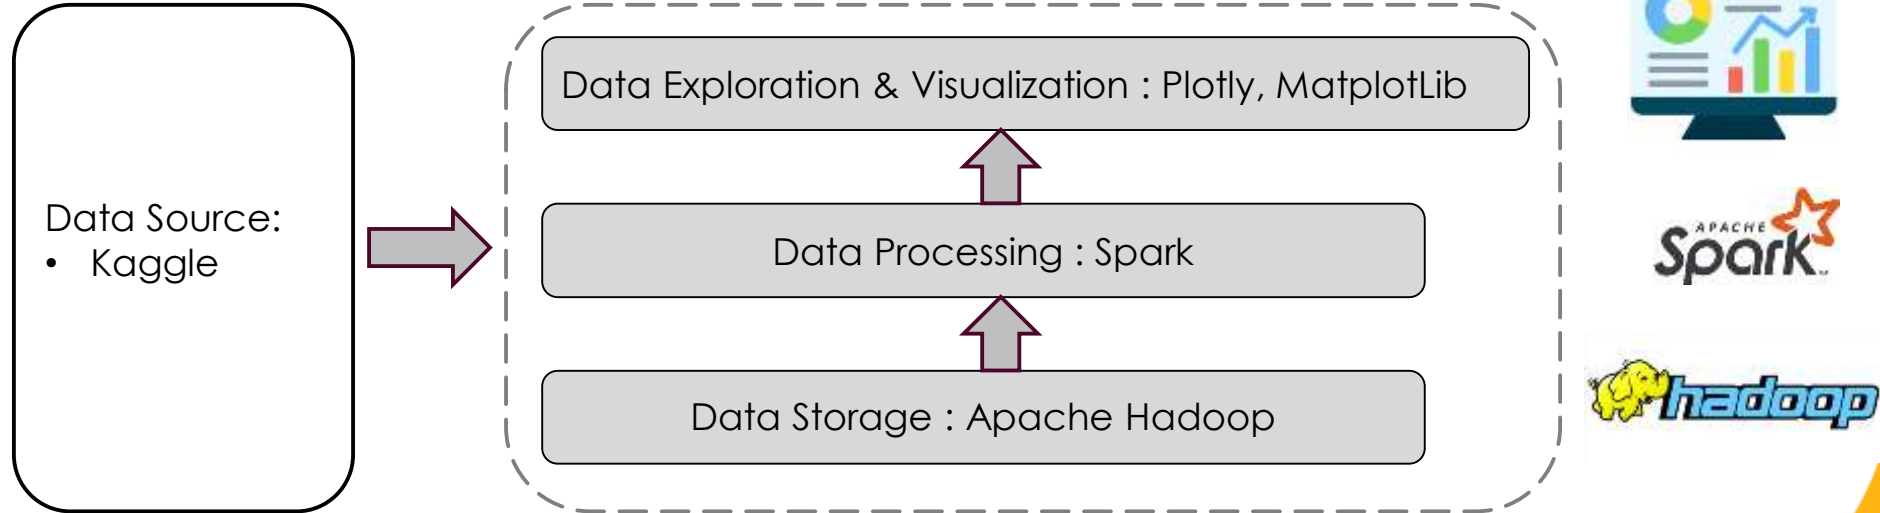 Data Source:
• Kaggle
Data Exploration & Visualization : Plotly, MatplotLib
Data Processing : Spark
Data Storage : Apache Hadoop
APACHE
Spark
hadoop